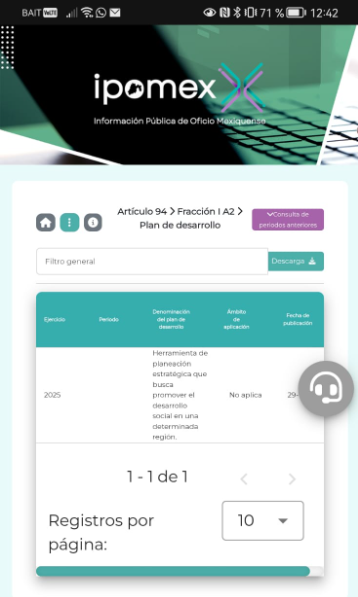 BAIT VoLTE 71 % 12:42
ipomex
Información Pública de Oficio Mexiquense
Artículo 94 > Fracción I A2 >
Plan de desarrollo
Consulta de
periodos anteriores
Filtro general
Descarga
Ejercicio
Periodo
Denominación
del plan de
desarrollo
Ámbito
de
aplicación
Fecha de
publicación
2025
Herramienta de
planeación
estratégica que
busca
promover el
desarrollo
social en una
determinada
región.
No aplica
29-
1 - 1 de 1
Registros por
página:
10